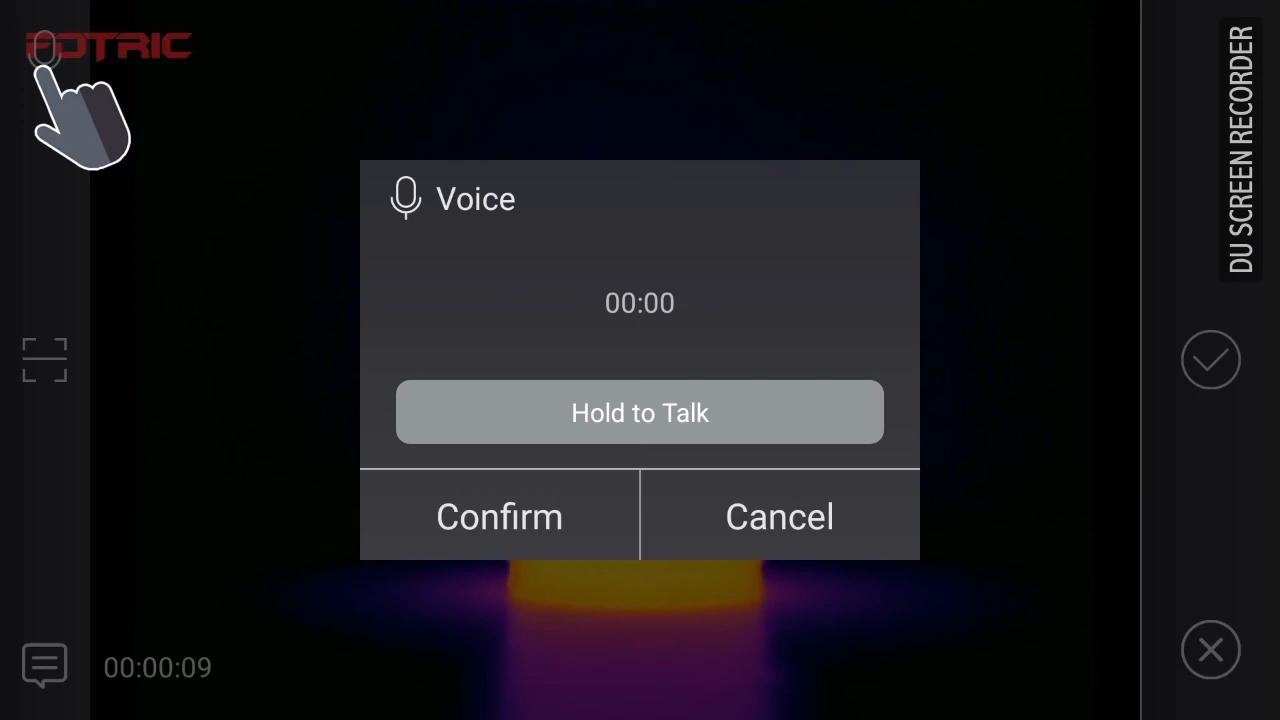 FOTRIC
DU SCREEN RECORDER
Voice
00:00
Hold to Talk
Confirm
Cancel
00:00:09